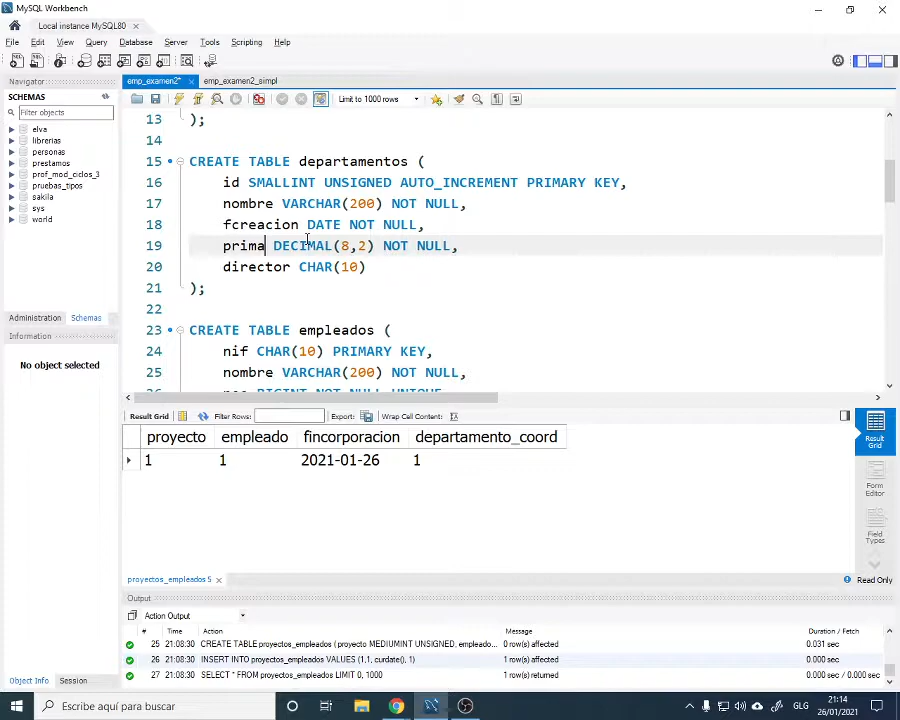 MySQL Workbench
Local instance MySQL80 ×
File Edit View Query Database Server Tools Scripting Help
Navigator
SCHEMAS
Filter objects
elva
librerias
personas
prestamos
prof_mod_ciclos_3
pruebas_tipos
sakila
sys
world
Administration Schemas
Information
No object selected
Object Info Session
emp_examen2* × emp_examen2_simpl
Limit to 1000 rows
13 );
14
15 CREATE TABLE departamentos (
16 id SMALLINT UNSIGNED AUTO_INCREMENT PRIMARY KEY,
17 nombre VARCHAR(200) NOT NULL,
18 fcreacion DATE NOT NULL,
19 prima DECIMAL(8,2) NOT NULL,
20 director CHAR(10)
21 );
22
23 CREATE TABLE empleados (
24 nif CHAR(10) PRIMARY KEY,
25 nombre VARCHAR(200) NOT NULL,
Result Grid Filter Rows: Export: Wrap Cell Content:
proyecto empleado fincorporacion departamento_coord
1 1 2021-01-26 1
Result Grid
Form Editor
Field Types
proyectos_empleados 5 ×
Read Only
Output
Action Output
# Time Action Message Duration / Fetch
25 21:08:30 CREATE TABLE proyectos_empleados ( proyecto MEDIUMINT UNSIGNED, empleado... 0 row(s) affected 0.031 sec
26 21:08:30 INSERT INTO proyectos_empleados VALUES (1,1, curdate(), 1) 1 row(s) affected 0.000 sec
27 21:08:30 SELECT * FROM proyectos_empleados LIMIT 0, 1000 1 row(s) returned 0.000 sec / 0.000 sec
Escribe aquí para buscar
GLG
21:14
26/01/2021